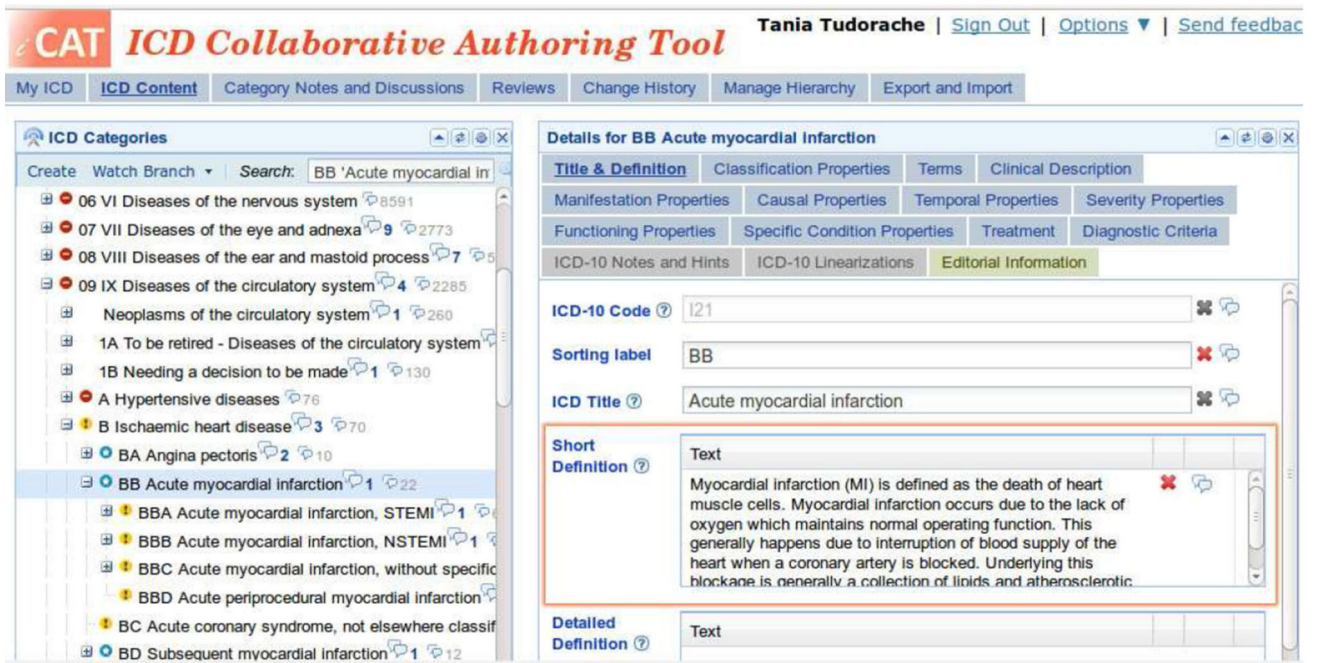 Tania Tudorache | Sign Out | Options ▼ | Send feedbac
iCAT ICD Collaborative Authoring Tool
My ICD ICD Content Category Notes and Discussions Reviews Change History Manage Hierarchy Export and Import
ICD Categories
Create Watch Branch Search: BB 'Acute myocardial in
06 VI Diseases of the nervous system 8591
07 VII Diseases of the eye and adnexa 9 2773
08 VIII Diseases of the ear and mastoid process 7 5
09 IX Diseases of the circulatory system 4 2285
Neoplasms of the circulatory system 1 260
1A To be retired - Diseases of the circulatory system
1B Needing a decision to be made 1 130
A Hypertensive diseases 76
B Ischaemic heart disease 3 70
BA Angina pectoris 2 10
BB Acute myocardial infarction 1 22
BBA Acute myocardial infarction, STEMI 1
BBB Acute myocardial infarction, NSTEMI 1
BBC Acute myocardial infarction, without specific
BBD Acute periprocedural myocardial infarction
BC Acute coronary syndrome, not elsewhere classif
BD Subsequent myocardial infarction 1 12
Details for BB Acute myocardial infarction
Title & Definition Classification Properties Terms Clinical Description
Manifestation Properties Causal Properties Temporal Properties Severity Properties
Functioning Properties Specific Condition Properties Treatment Diagnostic Criteria
ICD-10 Notes and Hints ICD-10 Linearizations Editorial Information
ICD-10 Code I21
Sorting label BB
ICD Title Acute myocardial infarction
Short Definition
Text
Myocardial infarction (MI) is defined as the death of heart
muscle cells. Myocardial infarction occurs due to the lack of
oxygen which maintains normal operating function. This
generally happens due to interruption of blood supply of the
heart when a coronary artery is blocked. Underlying this
blockage is generally a collection of lipids and atherosclerotic
Detailed Definition
Text